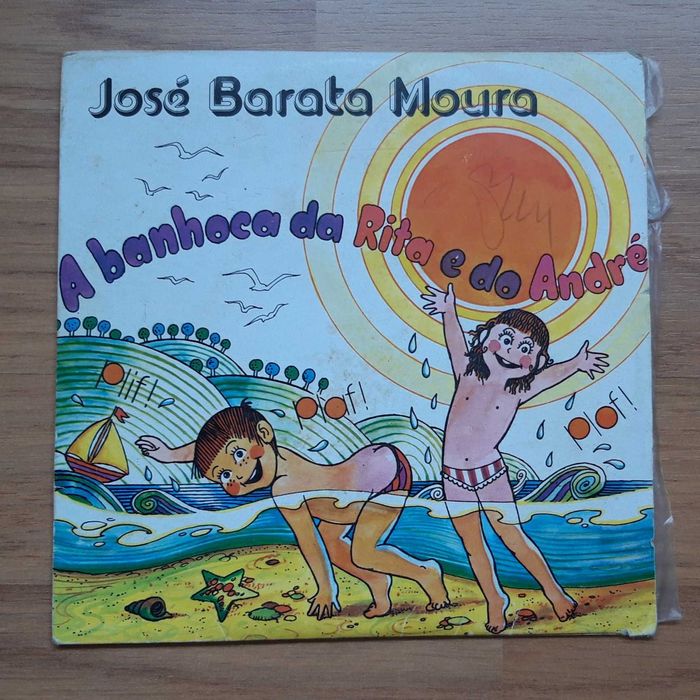 José Barata Moura
A banhoca da Rita e do André
Plif!
plof!
plof!